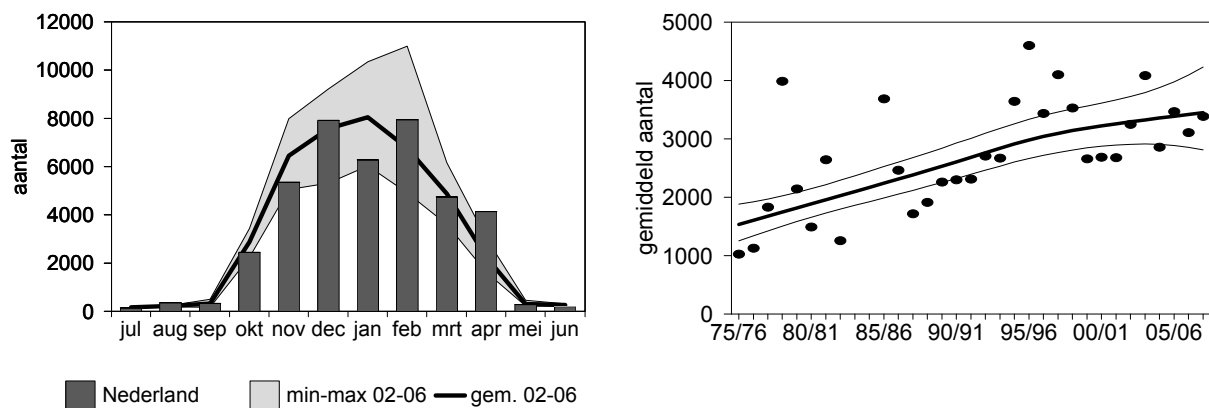 aantal
12000
10000
8000
6000
4000
2000
0
jul aug sep okt nov dec jan feb mrt apr mei jun
Nederland min-max 02-06 gem. 02-06
gemiddeld aantal
5000
4000
3000
2000
1000
0
75/76 80/81 85/86 90/91 95/96 00/01 05/06